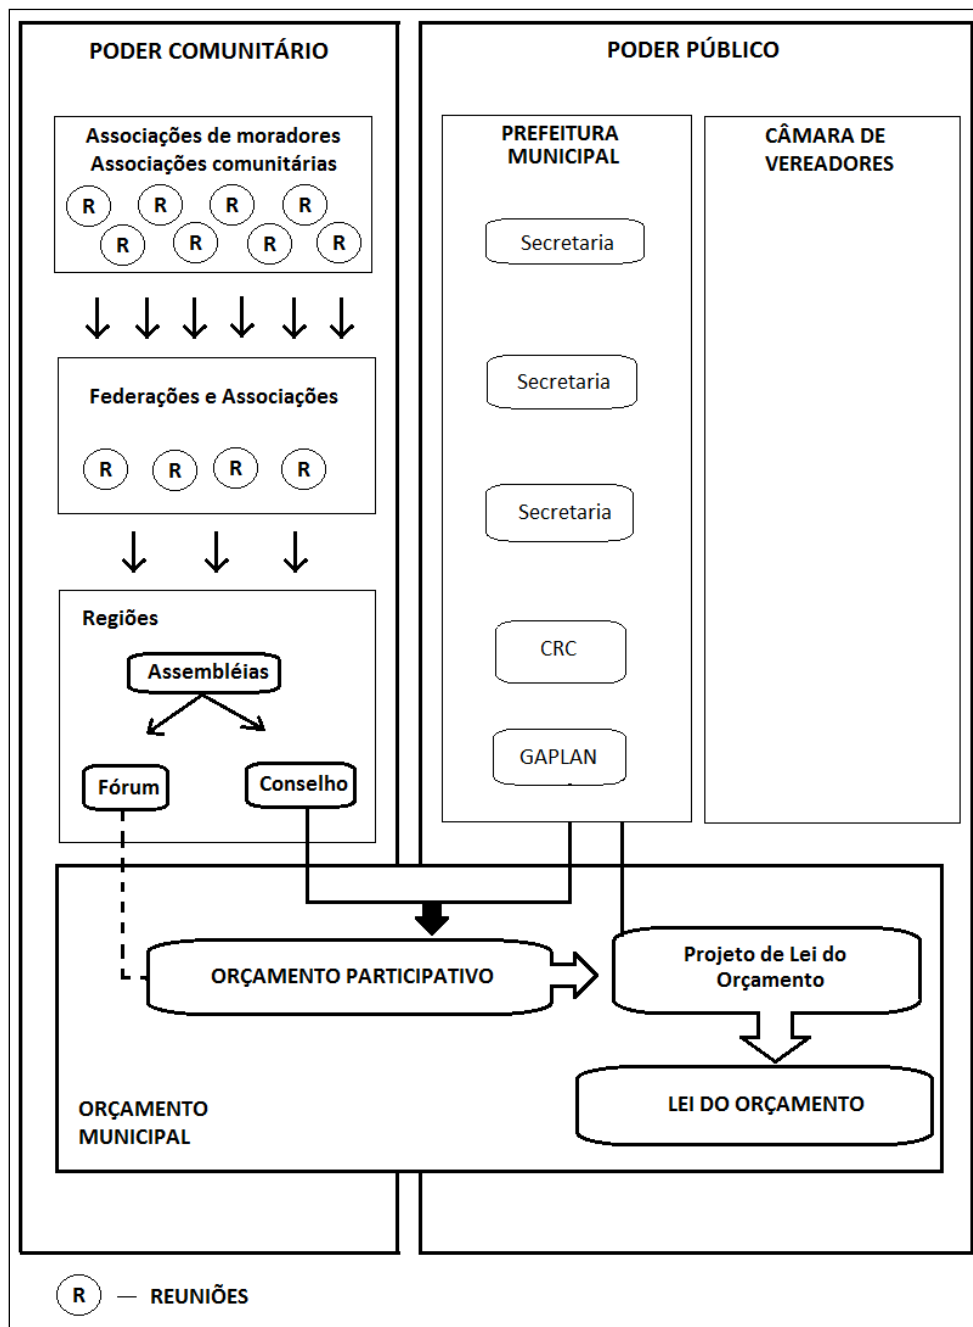 PODER COMUNITÁRIO
Associações de moradores
Associações comunitárias
R R R R
R R R R
Federações e Associações
R R R R
Regiões
Assembléias
Fórum
Conselho
PODER PÚBLICO
PREFEITURA
MUNICIPAL
Secretaria
Secretaria
Secretaria
CRC
GAPLAN
CÂMARA DE
VEREADORES
ORÇAMENTO PARTICIPATIVO
Projeto de Lei do
Orçamento
LEI DO ORÇAMENTO
ORÇAMENTO
MUNICIPAL
R — REUNIÕES